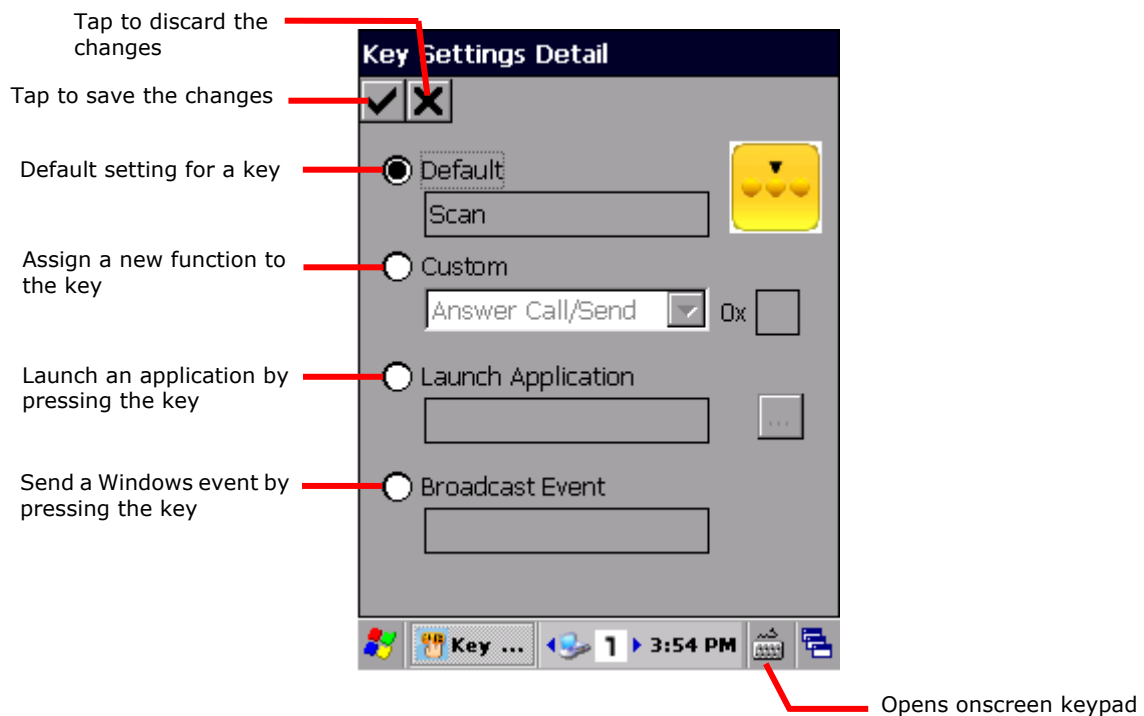 Tap to discard the
changes
Key Settings Detail
Tap to save the changes
Default setting for a key
Default
Scan
Assign a new function to
the key
Custom
Answer Call/Send
0x
Launch an application by
pressing the key
Launch Application
...
Send a Windows event by
pressing the key
Broadcast Event
Key ...
1
3:54 PM
Opens onscreen keypad